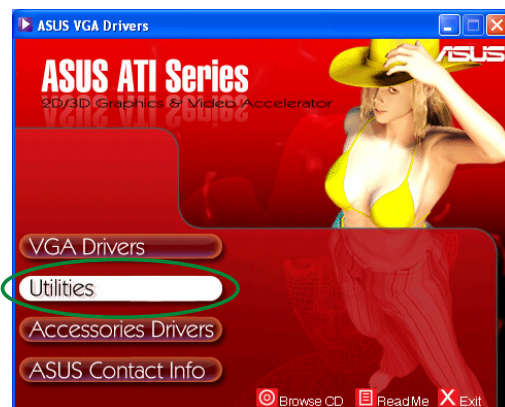 ASUS VGA Drivers
ASUS
ASUS ATI Series
2D/3D Graphics & Video Accelerator
VGA Drivers
Utilities
Accessories Drivers
ASUS Contact Info
Browse CD ReadMe Exit